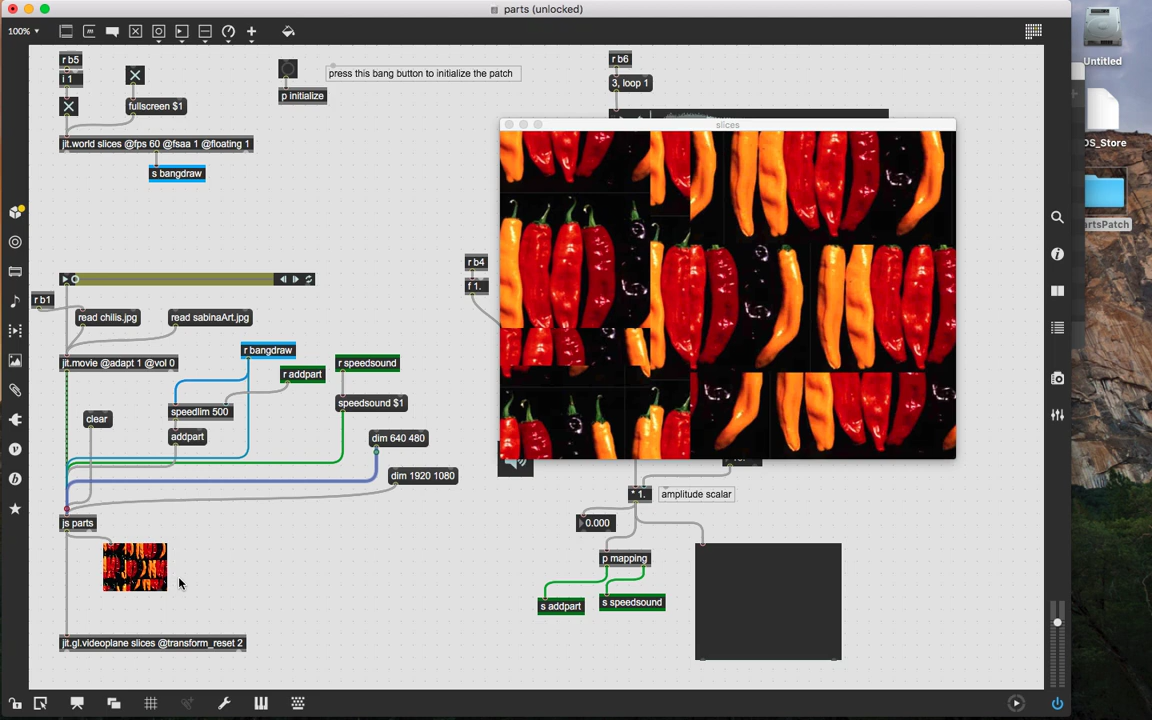 parts (unlocked)
100%
Untitled
DS_Store
artsPatch
r b5
i 1
fullscreen $1
jit.world slices @fps 60 @fsaa 1 @floating 1
s bangdraw
press this bang button to initialize the patch
p initialize
r b6
3, loop 1
slices
r b4
f 1.
r b1
read chilis.jpg
read sabinaArt.jpg
jit.movie @adapt 1 @vol 0
r bangdraw
r addpart
r speedsound
speedlim 500
speedsound $1
clear
addpart
dim 640 480
dim 1920 1080
js parts
jit.gl.videoplane slices @transform_reset 2
* 1.
amplitude scalar
0.000
p mapping
s addpart
s speedsound